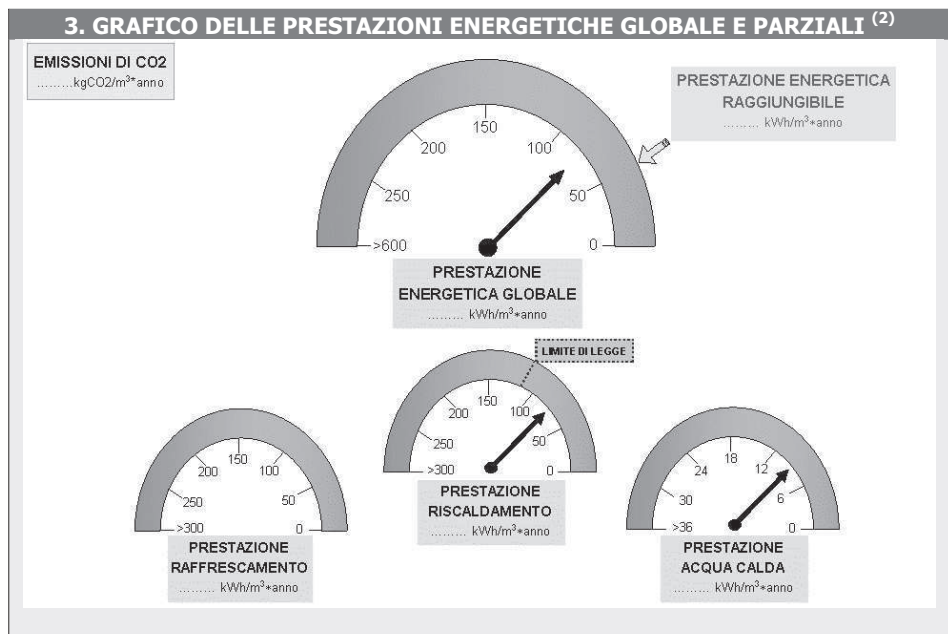 3. GRAFICO DELLE PRESTAZIONI ENERGETICHE GLOBALE E PARZIALI (2)
EMISSIONI DI CO2
.........kgCO2/m³*anno
PRESTAZIONE ENERGETICA
RAGGIUNGIBILE
......... kWh/m³*anno
150
200
100
250
50
>600
0
PRESTAZIONE
ENERGETICA GLOBALE
......... kWh/m³*anno
LIMITE DI LEGGE
150
200
100
250
50
>300
0
PRESTAZIONE
RISCALDAMENTO
......... kWh/m³*anno
150
200
100
250
50
>300
0
PRESTAZIONE
RAFFRESCAMENTO
......... kWh/m³*anno
18
24
12
30
6
>36
0
PRESTAZIONE
ACQUA CALDA
......... kWh/m³*anno